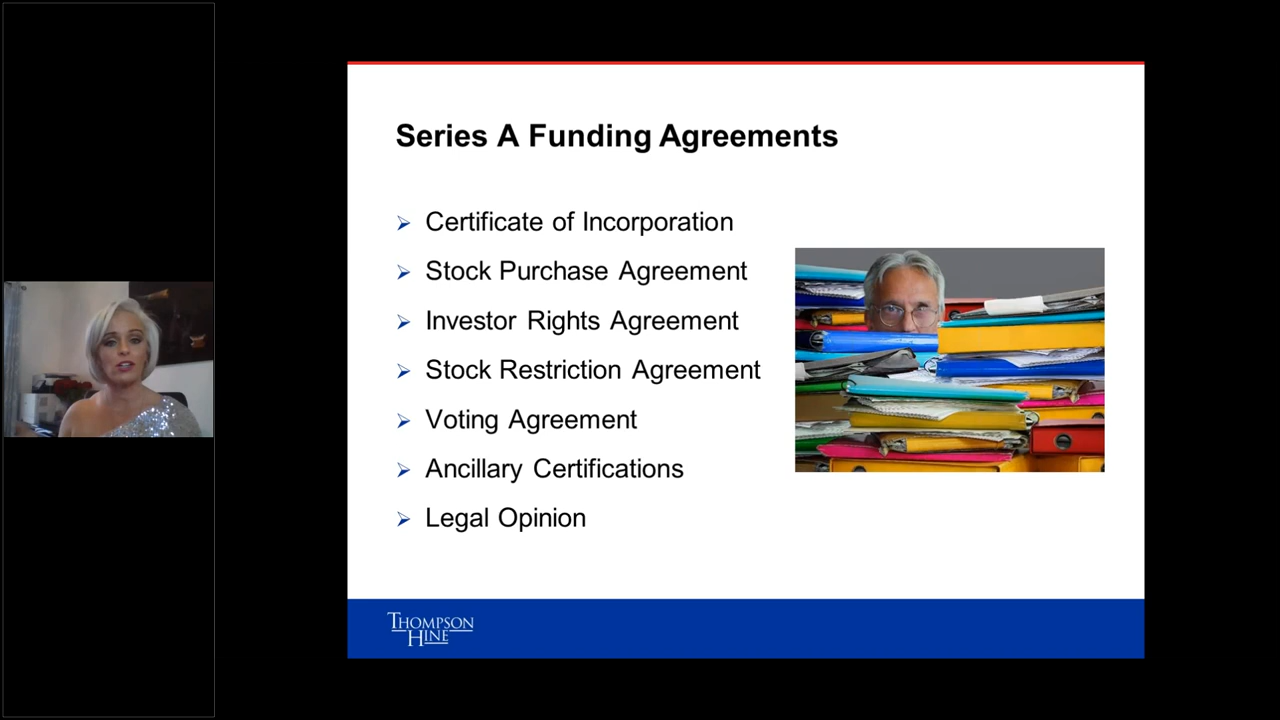 Series A Funding Agreements
Certificate of Incorporation
Stock Purchase Agreement
Investor Rights Agreement
Stock Restriction Agreement
Voting Agreement
Ancillary Certifications
Legal Opinion
THOMPSON
HINE